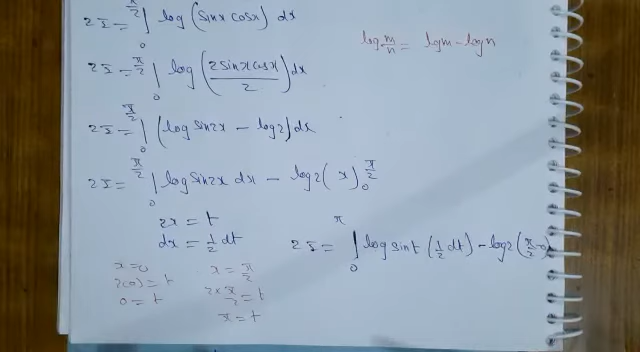 2I = ∫₀^{π/2} log (sinx cosx) dx
log m/n = logm - logn
2I = ∫₀^{π/2} log (2sinx cosx / 2) dx
2I = ∫₀^{π/2} (log sin2x - log2) dx
2I = ∫₀^{π/2} log sin2x dx - log2 (x)₀^{π/2}
2x = t
dx = 1/2 dt
2I = ∫₀^{π} log sint (1/2 dt) - log2 (π/2 - 0)
x = 0
2(0) = t
0 = t
x = π/2
2 × π/2 = t
π = t